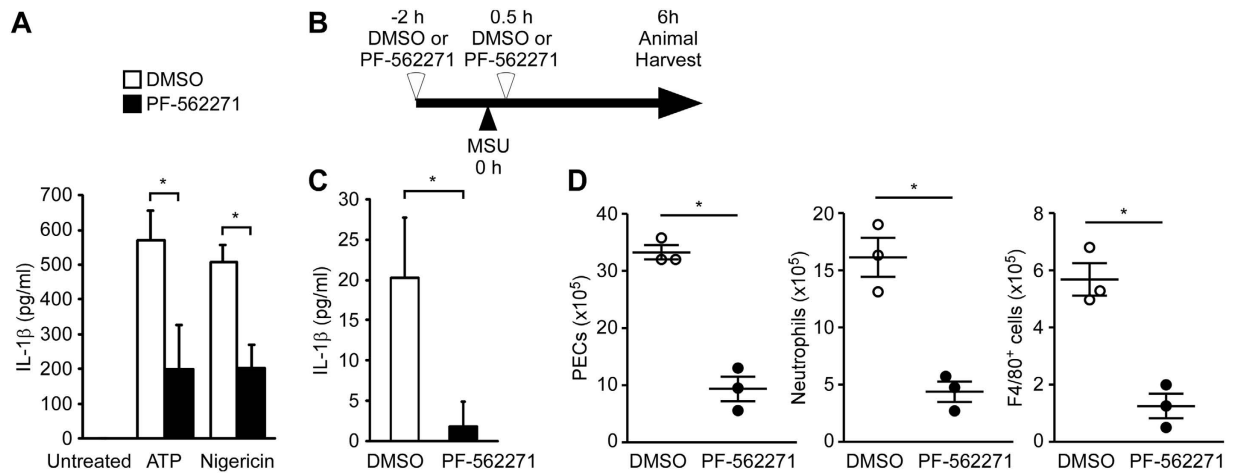 A
DMSO
PF-562271
700
600
500
400
300
200
100
0
IL-1β (pg/ml)
*
*
Untreated ATP Nigericin
B
-2 h
DMSO or
PF-562271
0.5 h
DMSO or
PF-562271
6h
Animal
Harvest
MSU
0 h
C
30
25
20
15
10
5
0
IL-1β (pg/ml)
*
DMSO PF-562271
D
40
30
20
10
0
PECs (x10⁵)
*
DMSO PF-562271
20
15
10
5
0
Neutrophils (x10⁵)
*
DMSO PF-562271
8
6
4
2
0
F4/80⁺ cells (x10⁵)
*
DMSO PF-562271